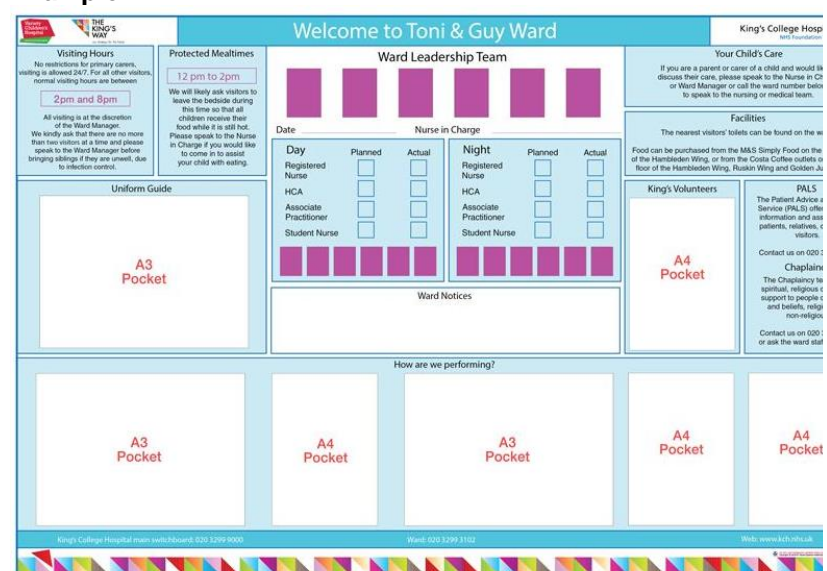 Variety
Children's
Hospital
THE
KING'S
WAY
Welcome to Toni & Guy Ward
King's College Hospi
NHS Foundation
Visiting Hours
No restrictions for primary carers,
visiting is allowed 24/7. For all other visitors,
normal visiting hours are between
2pm and 8pm
All visiting is at the discretion
of the Ward Manager.
We kindly ask that there are no more
than two visitors at a time and please
speak to the Ward Manager before
bringing siblings if they are unwell, due
to infection control.
Protected Mealtimes
12 pm to 2pm
We will likely ask visitors to
leave the bedside during
this time so that all
children receive their
food while it is still hot.
Please speak to the Nurse
in Charge if you would like
to come in to assist
your child with eating.
Ward Leadership Team
Date Nurse in Charge
Day Planned Actual
Registered
Nurse
HCA
Associate
Practitioner
Student Nurse
Night Planned Actual
Registered
Nurse
HCA
Associate
Practitioner
Student Nurse
Ward Notices
Your Child's Care
If you are a parent or carer of a child and would lik
discuss their care, please speak to the Nurse in Ch
or Ward Manager or call the ward number belo
to speak to the nursing or medical team.
Facilities
The nearest visitors' toilets can be found on the wa
Food can be purchased from the M&S Simply Food on the
of the Hambleden Wing, or from the Costa Coffee outlets o
floor of the Hambleden Wing, Ruskin Wing and Golden Ju
Uniform Guide
A3
Pocket
King's Volunteers
A4
Pocket
PALS
The Patient Advice a
Service (PALS) offe
information and ass
patients, relatives, c
visitors.
Contact us on 020 3
Chaplainc
The Chaplaincy te
spiritual, religious o
support to people o
and beliefs, relig
non-religiou
Contact us on 020
or ask the ward staf
How are we performing?
A3
Pocket
A4
Pocket
A3
Pocket
A4
Pocket
A4
Pocket
King's College Hospital main switchboard: 020 3299 9000
Ward: 020 3299 3102
Web: www.kch.nhs.uk